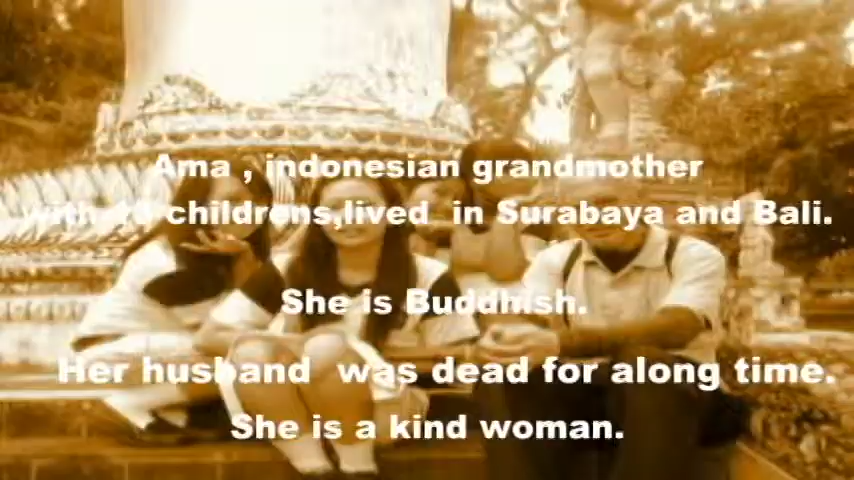 Ama , indonesian grandmother
with childrens,lived in Surabaya and Bali.
She is Buddhish.
Her husband was dead for along time.
She is a kind woman.